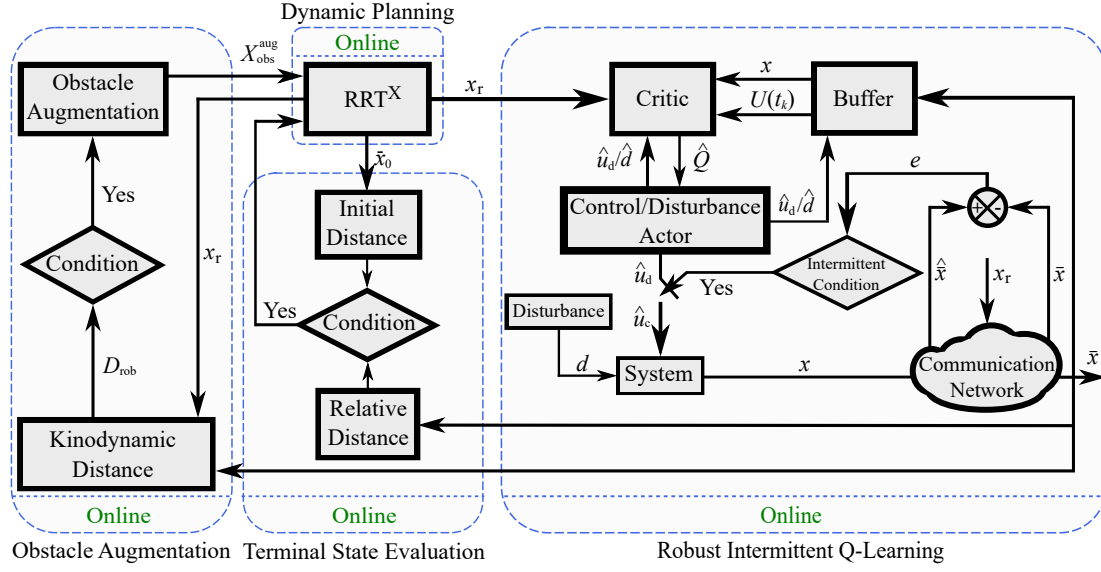 Dynamic Planning
Online
X_obs^aug
Obstacle
Augmentation
RRT^X
x_r
Critic
x
U(t_k)
Buffer
Yes
x̄_0
û_d/d̂
Q̂
e
Initial
Distance
Control/Disturbance
Actor
û_d/d̂
+
-
Condition
x_r
Intermittent
Condition
x̄̂
x_r
x̄
û_d
Yes
Yes
Condition
Disturbance
û_c
D_rob
d
System
x
Communication
Network
x̄
Relative
Distance
Kinodynamic
Distance
Online
Online
Online
Obstacle Augmentation
Terminal State Evaluation
Robust Intermittent Q-Learning